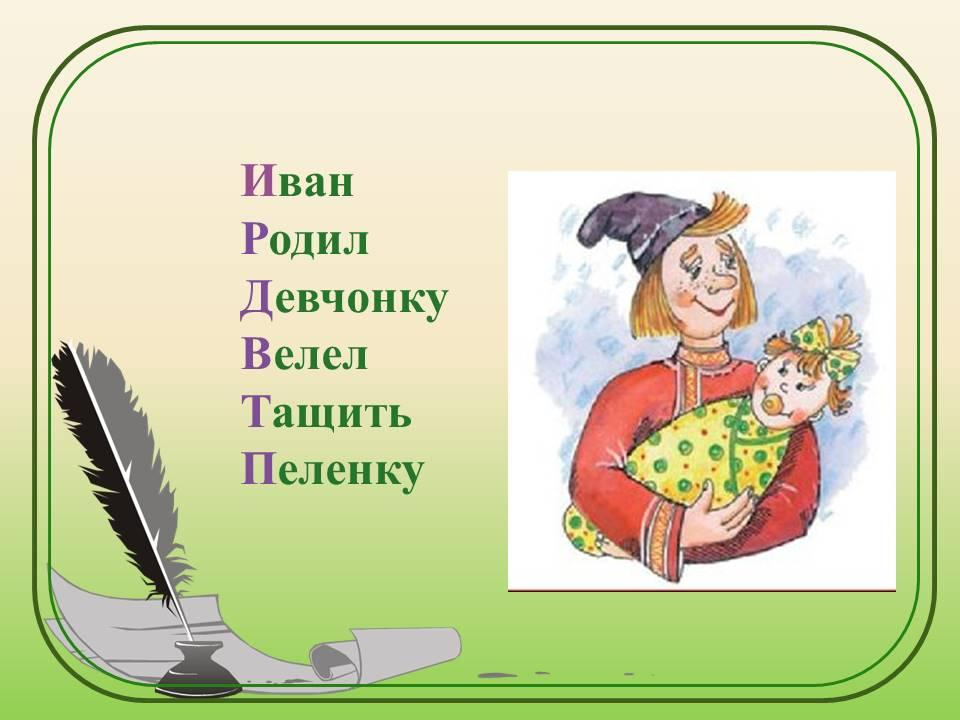 Иван
Родил
Девчонку
Велел
Тащить
Пеленку